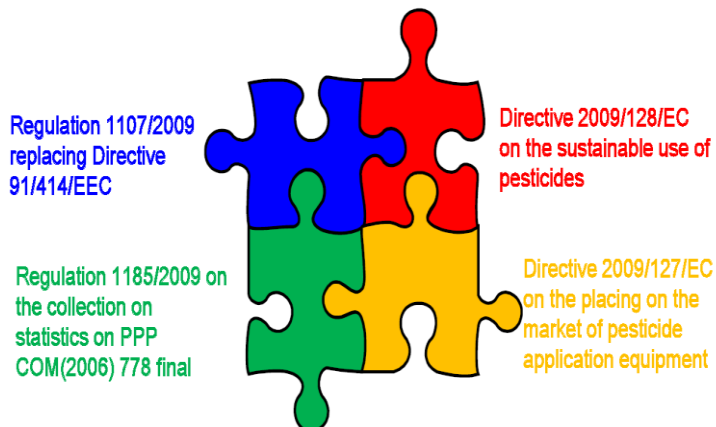 Regulation 1107/2009
replacing Directive
91/414/EEC
Directive 2009/128/EC
on the sustainable use of
pesticides
Regulation 1185/2009 on
the collection on
statistics on PPP
COM(2006) 778 final
Directive 2009/127/EC
on the placing on the
market of pesticide
application equipment